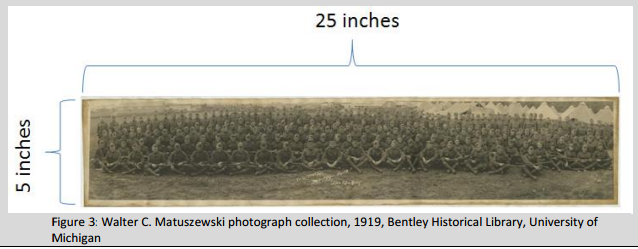 25 inches
5 inches
Figure 3: Walter C. Matuszewski photograph collection, 1919, Bentley Historical Library, University of
Michigan